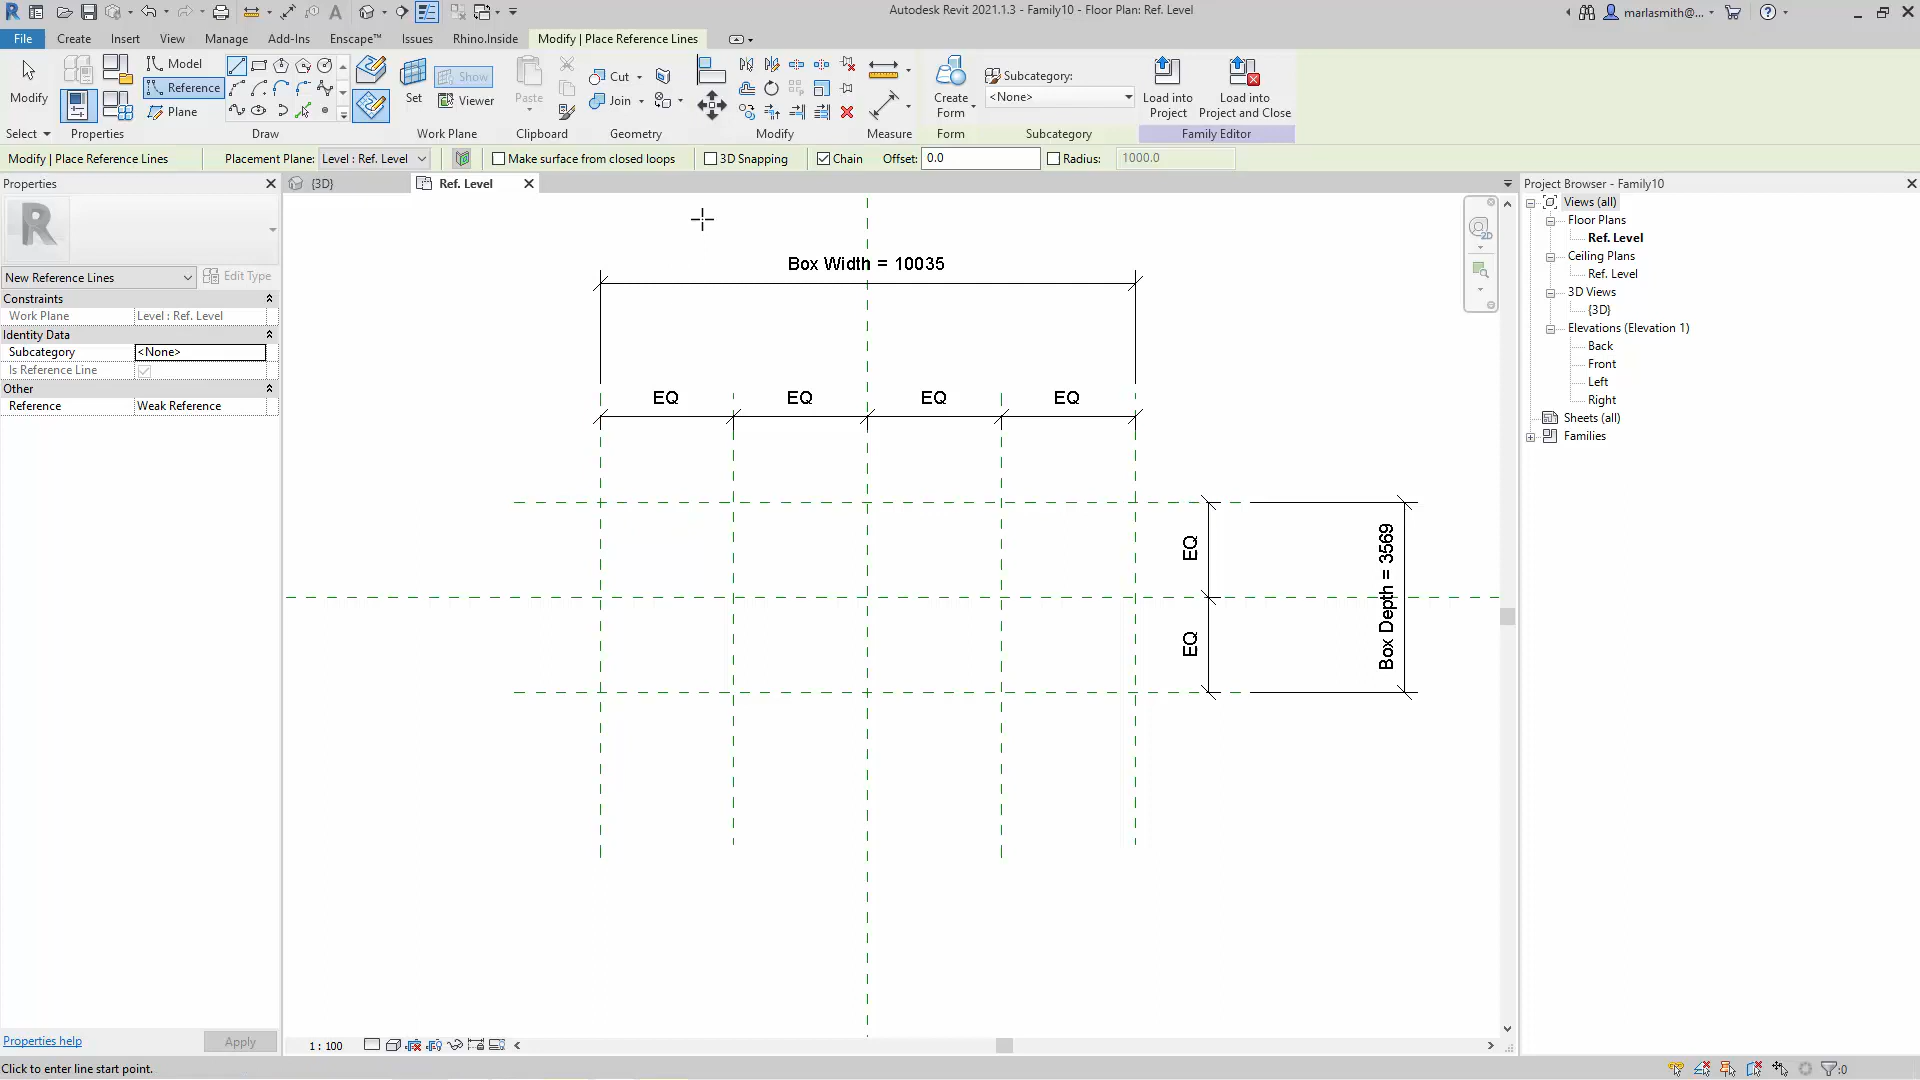 Autodesk Revit 2021.1.3 - Family10 - Floor Plan: Ref. Level
marlasmith@...
File Create Insert View Manage Add-Ins Enscape™ Issues Rhino.Inside Modify | Place Reference Lines
Modify
Model
Reference
Plane
Set
Show
Viewer
Paste
Cut
Join
Create
Form
Subcategory:
<None>
Load into
Project
Load into
Project and Close
Select Properties Draw Work Plane Clipboard Geometry Modify Measure Form Subcategory Family Editor
Modify | Place Reference Lines Placement Plane: Level : Ref. Level Make surface from closed loops 3D Snapping Chain Offset: 0.0 Radius: 1000.0
Properties
{3D} Ref. Level
R
New Reference Lines Edit Type
Constraints
Work Plane Level : Ref. Level
Identity Data
Subcategory <None>
Is Reference Line
Other
Reference Weak Reference
Properties help Apply
Box Width = 10035
EQ EQ EQ EQ
EQ
EQ
Box Depth = 3569
2D
Project Browser - Family10
Views (all)
Floor Plans
Ref. Level
Ceiling Plans
Ref. Level
3D Views
{3D}
Elevations (Elevation 1)
Back
Front
Left
Right
Sheets (all)
Families
1 : 100
Click to enter line start point.
:0